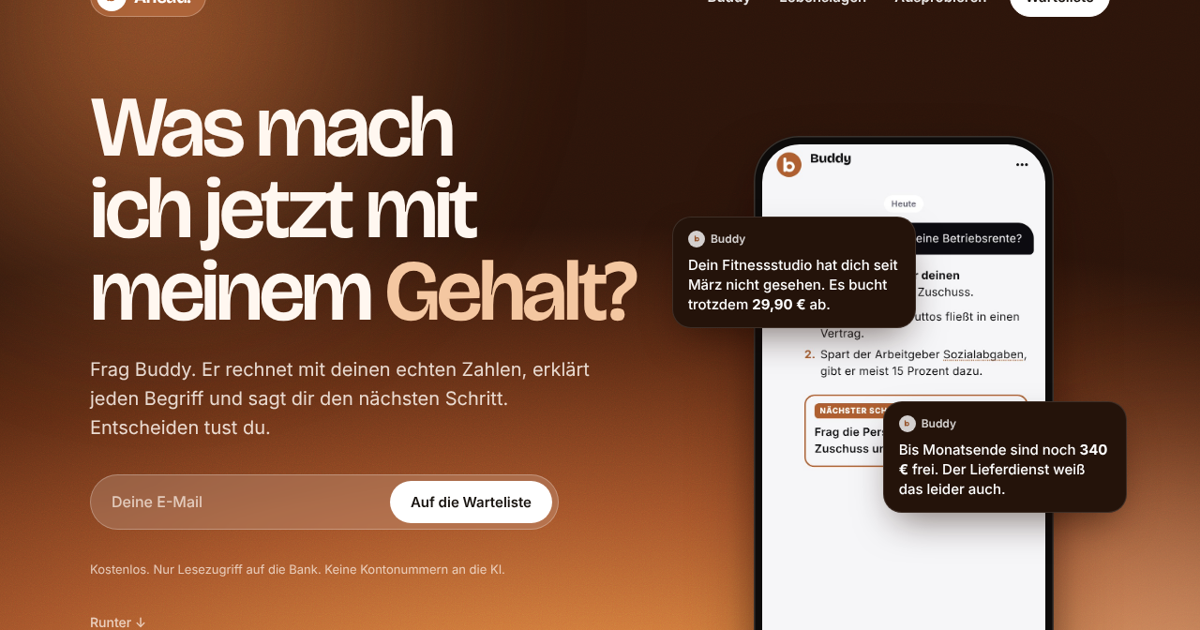 Buddy
Lebenslagen
Ausprobieren
Warteliste
Was mach
ich jetzt mit
meinem Gehalt?
Frag Buddy. Er rechnet mit deinen echten Zahlen, erklärt
jeden Begriff und sagt dir den nächsten Schritt.
Entscheiden tust du.
Deine E-Mail
Auf die Warteliste
Kostenlos. Nur Lesezugriff auf die Bank. Keine Kontonummern an die KI.
Runter ↓
b Buddy
Heute
eine Betriebsrente?
b Buddy
Dein Fitnessstudio hat dich seit
März nicht gesehen. Es bucht
trotzdem 29,90 € ab.
deinen
Zuschuss.
fließt in einen
Vertrag.
2. Spart der Arbeitgeber Sozialabgaben,
gibt er meist 15 Prozent dazu.
NÄCHSTER
Frag die
Zuschuss
b Buddy
Bis Monatsende sind noch 340
€ frei. Der Lieferdienst weiß
das leider auch.